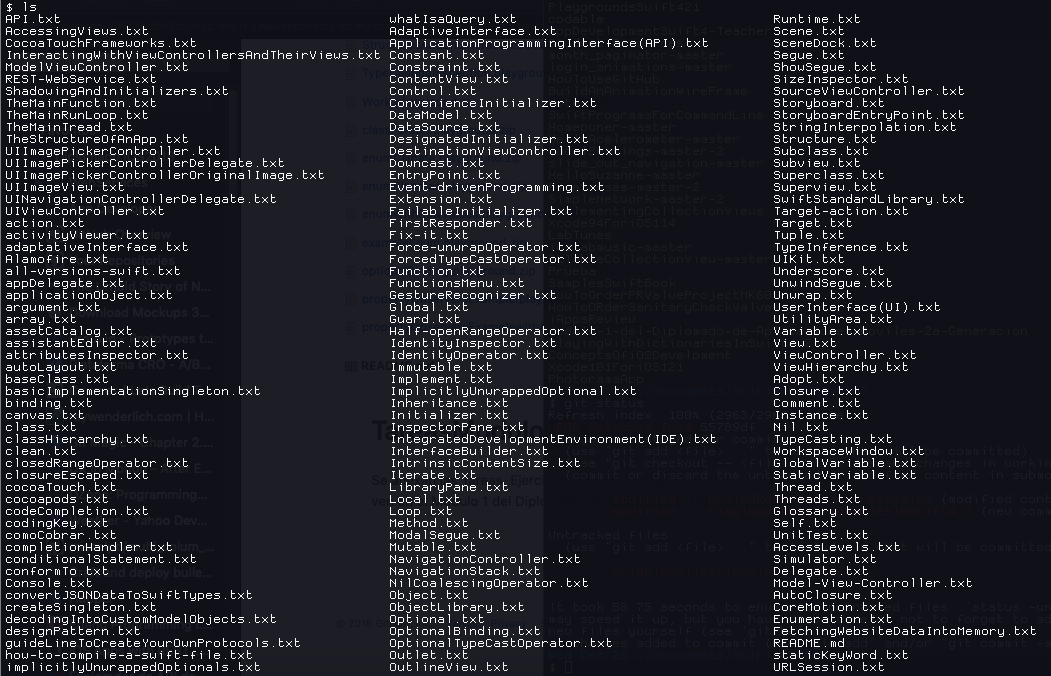 $ ls
API.txt
AccessingViews.txt
CocoaTouchFrameworks.txt
InteractingWithViewControllersAndTheirViews.txt
ModelViewController.txt
REST-WebService.txt
ShadowingAndInitializers.txt
TheMainFunction.txt
TheMainRunLoop.txt
TheMainTread.txt
TheStructureOfAnApp.txt
UIImagePickerController.txt
UIImagePickerControllerDelegate.txt
UIImagePickerControllerOriginalImage.txt
UIImageView.txt
UINavigationControllerDelegate.txt
UIViewController.txt
action.txt
activityViewer.txt
adaptativeInterface.txt
Alamofire.txt
all-versions-swift.txt
appDelegate.txt
applicationObject.txt
argument.txt
array.txt
assetCatalog.txt
assistantEditor.txt
attributesInspector.txt
autoLayout.txt
baseClass.txt
basicImplementationSingleton.txt
binding.txt
canvas.txt
class.txt
classHierarchy.txt
clean.txt
closedRangeOperator.txt
closureEscaped.txt
cocoaTouch.txt
cocoapods.txt
codeCompletion.txt
codingKey.txt
comoCobrar.txt
completionHandler.txt
conditionalStatement.txt
conformTo.txt
Console.txt
convertJSONDataToSwiftTypes.txt
createSingleton.txt
decodingIntoCustomModelObjects.txt
designPattern.txt
guideLineToCreateYourOwnProtocols.txt
how-to-compile-a-swift-file.txt
implicitlyUnwrappedOptionals.txt
whatIsaQuery.txt
AdaptiveInterface.txt
ApplicationProgrammingInterface(API).txt
Constant.txt
Constraint.txt
ContentView.txt
Control.txt
ConvenienceInitializer.txt
DataModel.txt
DataSource.txt
DesignatedInitializer.txt
DestinationViewController.txt
Downcast.txt
EntryPoint.txt
Event-drivenProgramming.txt
Extension.txt
FailableInitializer.txt
FirstResponder.txt
Fix-it.txt
Force-unwrapOperator.txt
ForcedTypeCastOperator.txt
Function.txt
FunctionsMenu.txt
GestureRecognizer.txt
Global.txt
Guard.txt
Half-openRangeOperator.txt
IdentityInspector.txt
IdentityOperator.txt
Immutable.txt
Implement.txt
ImplicitlyUnwrappedOptional.txt
Inheritance.txt
Initializer.txt
InspectorPane.txt
IntegratedDevelopmentEnvironment(IDE).txt
InterfaceBuilder.txt
IntrinsicContentSize.txt
Iterate.txt
LibraryPane.txt
Local.txt
Loop.txt
Method.txt
ModalSegue.txt
Mutable.txt
NavigationController.txt
NavigationStack.txt
NilCoalescingOperator.txt
Object.txt
ObjectLibrary.txt
Optional.txt
OptionalBinding.txt
OptionalTypeCastOperator.txt
Outlet.txt
OutlineView.txt
Runtime.txt
Scene.txt
SceneDock.txt
Segue.txt
ShowSegue.txt
SizeInspector.txt
SourceViewController.txt
Storyboard.txt
StoryboardEntryPoint.txt
StringInterpolation.txt
Structure.txt
Subclass.txt
Subview.txt
Superclass.txt
Superview.txt
SwiftStandardLibrary.txt
Target-action.txt
Target.txt
Tuple.txt
TypeInference.txt
UIKit.txt
Underscore.txt
UnwindSegue.txt
Unwrap.txt
UserInterface(UI).txt
UtilityArea.txt
Variable.txt
View.txt
ViewController.txt
ViewHierarchy.txt
Adopt.txt
Closure.txt
Comment.txt
Instance.txt
Nil.txt
TypeCasting.txt
WorkspaceWindow.txt
GlobalVariable.txt
StaticVariable.txt
Thread.txt
Threads.txt
Glossary.txt
Self.txt
UnitTest.txt
AccessLevels.txt
Simulator.txt
Delegate.txt
Model-View-Controller.txt
AutoClosure.txt
CoreMotion.txt
Enumeration.txt
FetchingWebsiteDataIntoMemory.txt
README.md
staticKeyWord.txt
URLSession.txt